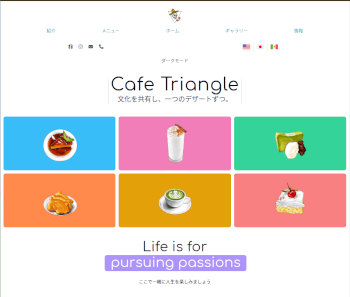 紹介
メニュー
ホーム
ギャラリー
情報
ダークモード
Cafe Triangle
文化を共有し、一つのデザートずつ。
Life is for
pursuing passions
ここで一緒に人生を楽しみましょう